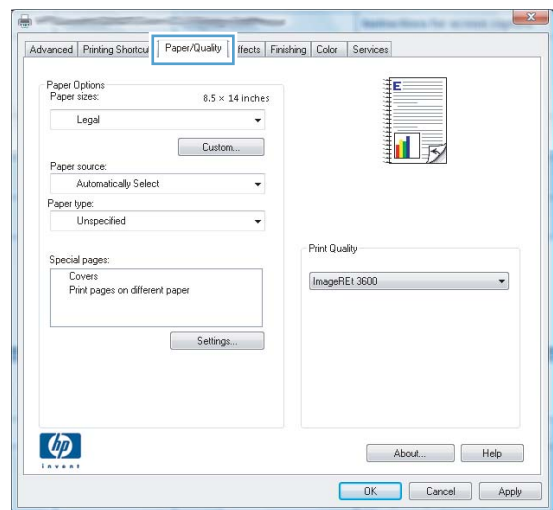 Advanced Printing Shortcu Paper/Quality ffects Finishing Color Services
Paper Options
Paper sizes: 8.5 × 14 inches
Legal
Custom...
Paper source:
Automatically Select
Paper type:
Unspecified
Special pages:
Covers
Print pages on different paper
Settings...
E
Print Quality
ImageREt 3600
hp
invent
About... Help
OK Cancel Apply